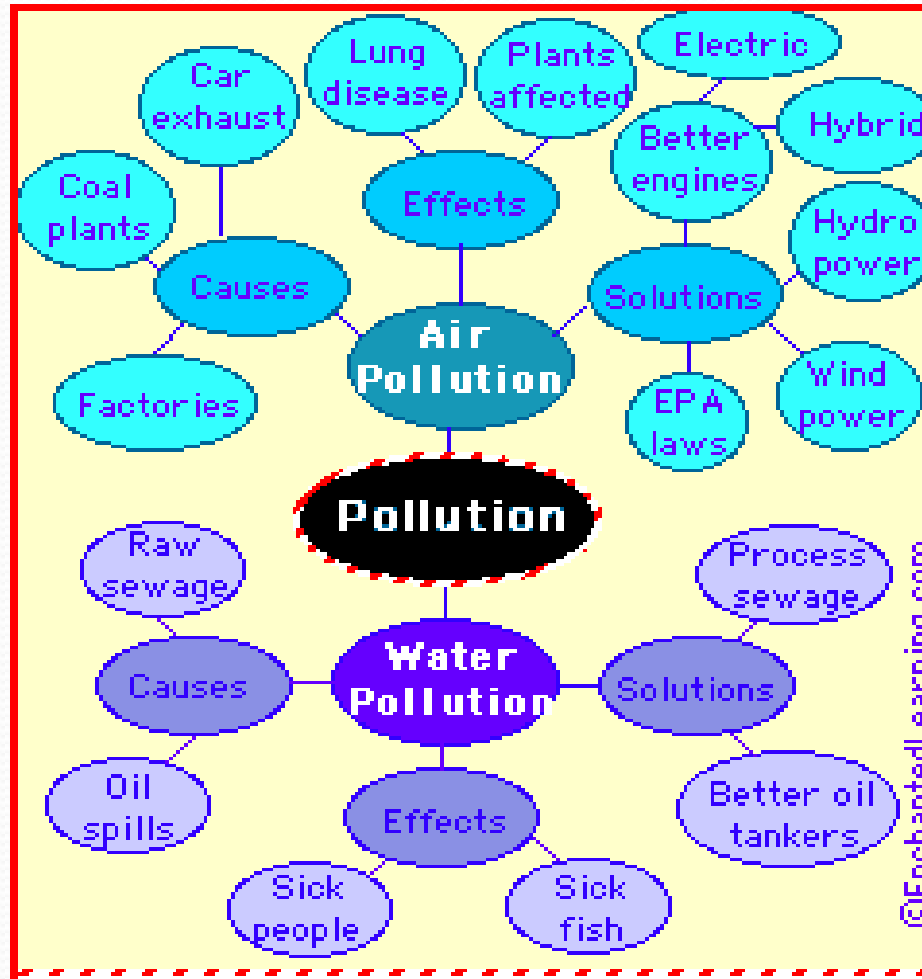 Electric
Lung
disease
Plants
affected
Car
exhaust
Better
engines
Hybrid
Coal
plants
Effects
Hydro
power
Causes
Solutions
Air
Pollution
Factories
EPA
laws
Wind
power
Pollution
Raw
sewage
Process
sewage
Water
Pollution
Causes
Solutions
Oil
spills
Effects
Better oil
tankers
Sick
people
Sick
fish
©EnchantedLearning.com